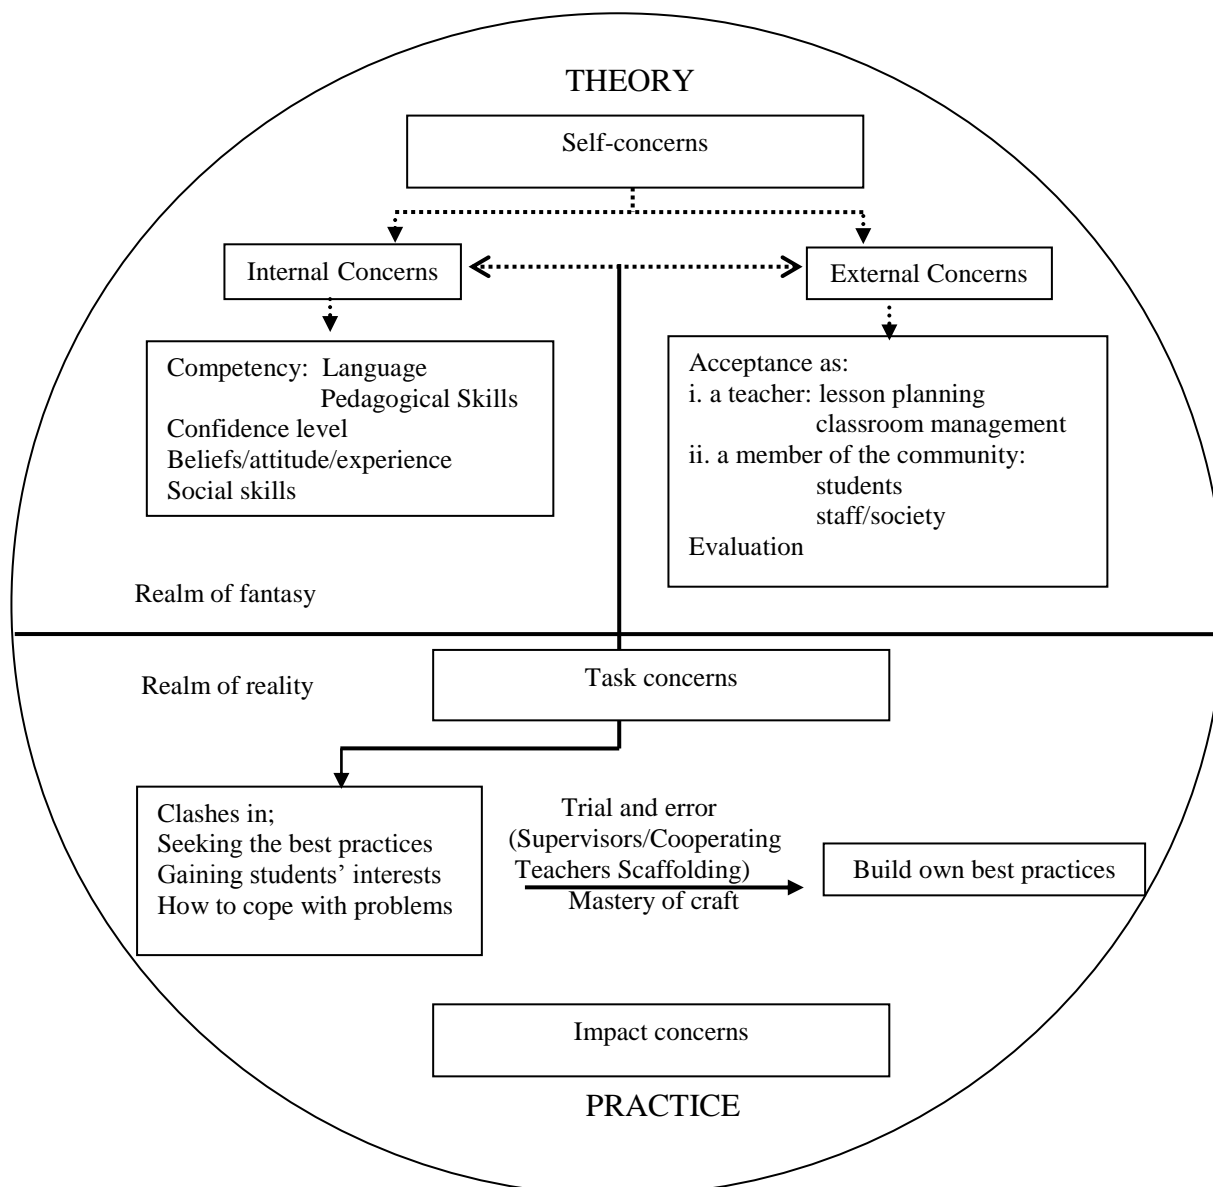 THEORY
Self-concerns
Internal Concerns
External Concerns
Competency: Language
Pedagogical Skills
Confidence level
Beliefs/attitude/experience
Social skills
Acceptance as:
i. a teacher: lesson planning
classroom management
ii. a member of the community:
students
staff/society
Evaluation
Realm of fantasy
Realm of reality
Task concerns
Clashes in;
Seeking the best practices
Gaining students’ interests
How to cope with problems
Trial and error
(Supervisors/Cooperating
Teachers Scaffolding)
Mastery of craft
Build own best practices
Impact concerns
PRACTICE